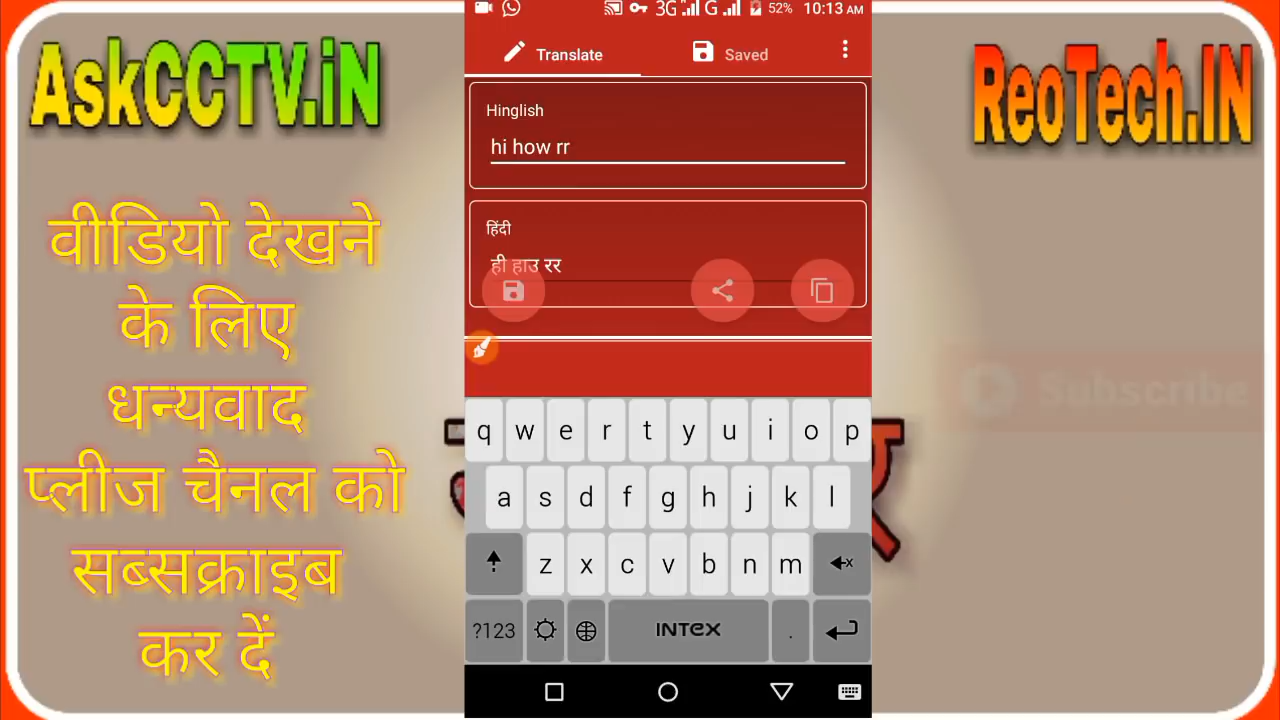 AskCCTV.iN
ReoTech.IN
वीडियो देखने
के लिए
धन्यवाद
प्लीज चैनल को
सब्सक्राइब
कर दें
3G G 52% 10:13 AM
Translate Saved
Hinglish
hi how rr
हिंदी
ही हाउ रर
Subscribe
q w e r t y u i o p
a s d f g h j k l
z x c v b n m
?123 INTEX .